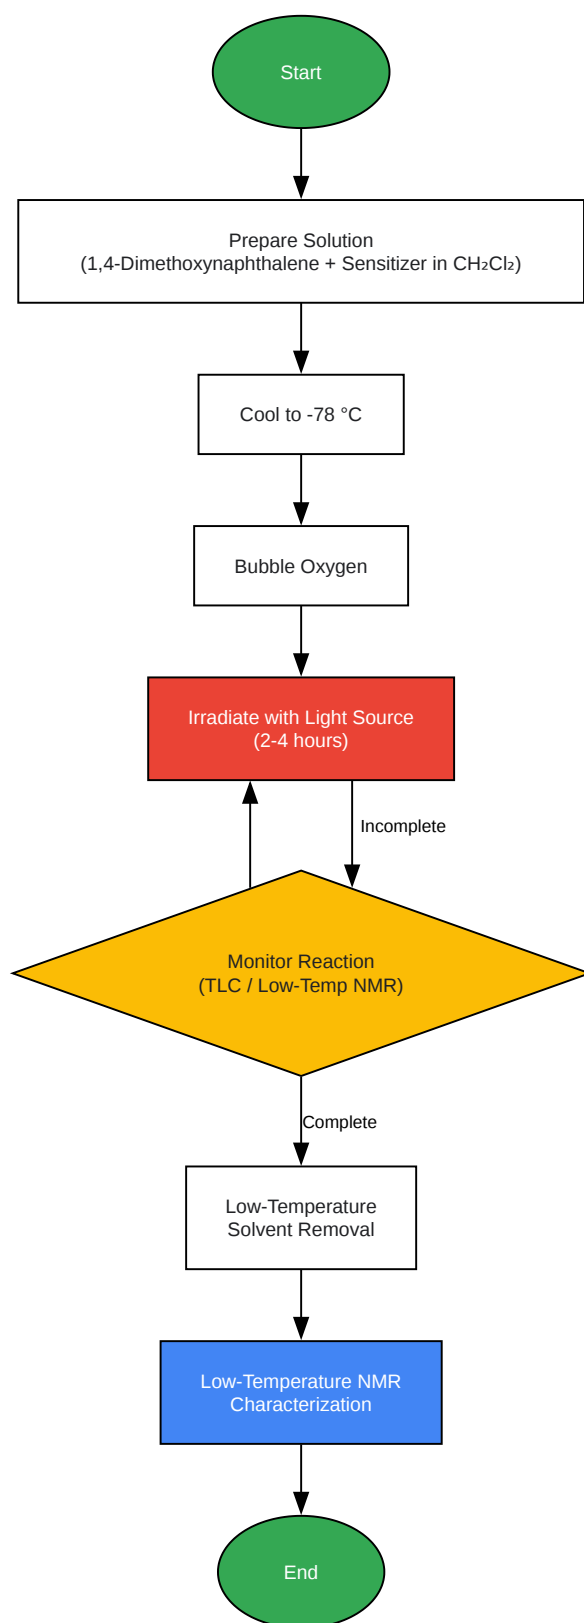 Start
Prepare Solution
(1,4-Dimethoxynaphthalene + Sensitizer in CH₂Cl₂)
Cool to -78 °C
Bubble Oxygen
Irradiate with Light Source
(2-4 hours)
Incomplete
Monitor Reaction
(TLC / Low-Temp NMR)
Complete
Low-Temperature
Solvent Removal
Low-Temperature NMR
Characterization
End